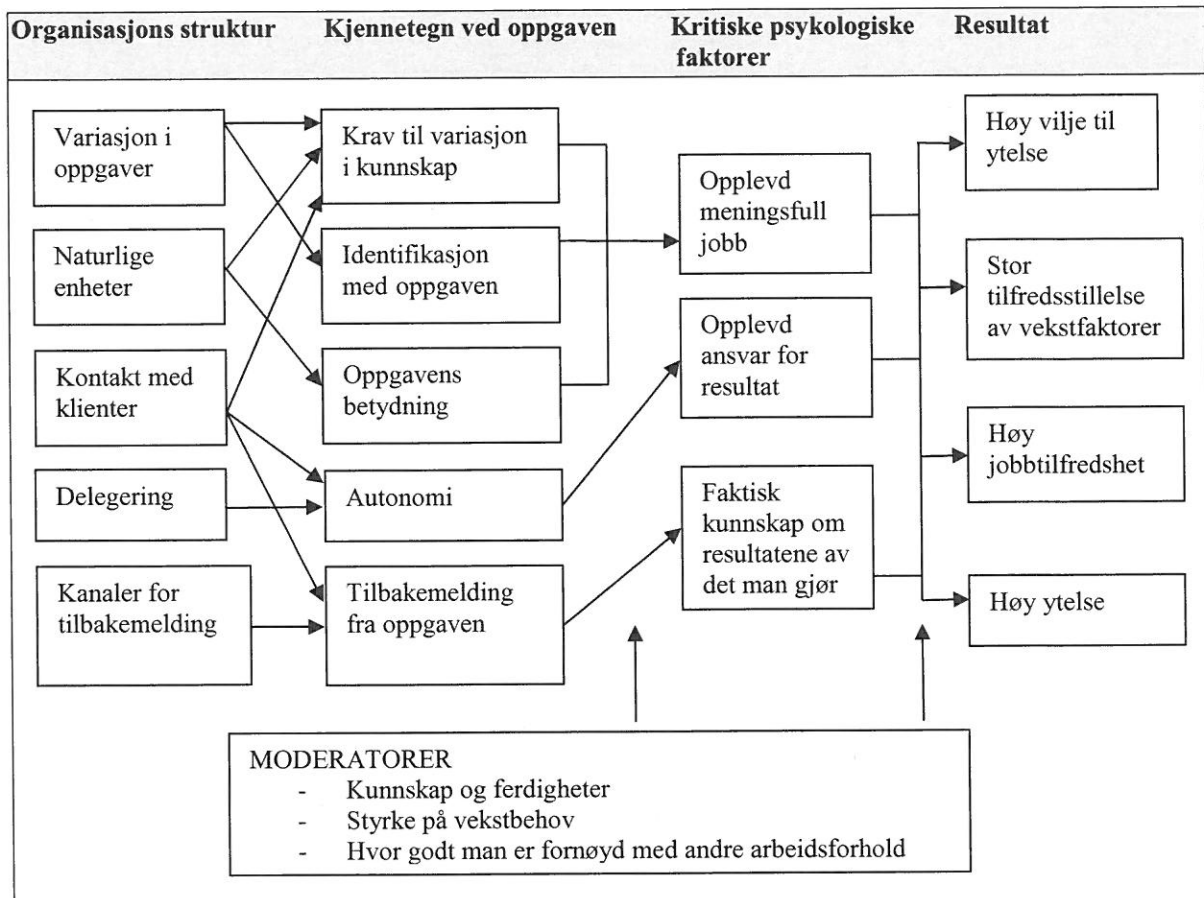 Organisasjons struktur
Kjennetegn ved oppgaven
Kritiske psykologiske
faktorer
Resultat
Variasjon i
oppgaver
Naturlige
enheter
Kontakt med
klienter
Delegering
Kanaler for
tilbakemelding
Krav til variasjon
i kunnskap
Identifikasjon
med oppgaven
Oppgavens
betydning
Autonomi
Tilbakemelding
fra oppgaven
Opplevd
meningsfull
jobb
Opplevd
ansvar for
resultat
Faktisk
kunnskap om
resultatene av
det man gjør
Høy vilje til
ytelse
Stor
tilfredsstillelse
av vekstfaktorer
Høy
jobbtilfredshet
Høy ytelse
MODERATORER
- Kunnskap og ferdigheter
- Styrke på vekstbehov
- Hvor godt man er fornøyd med andre arbeidsforhold